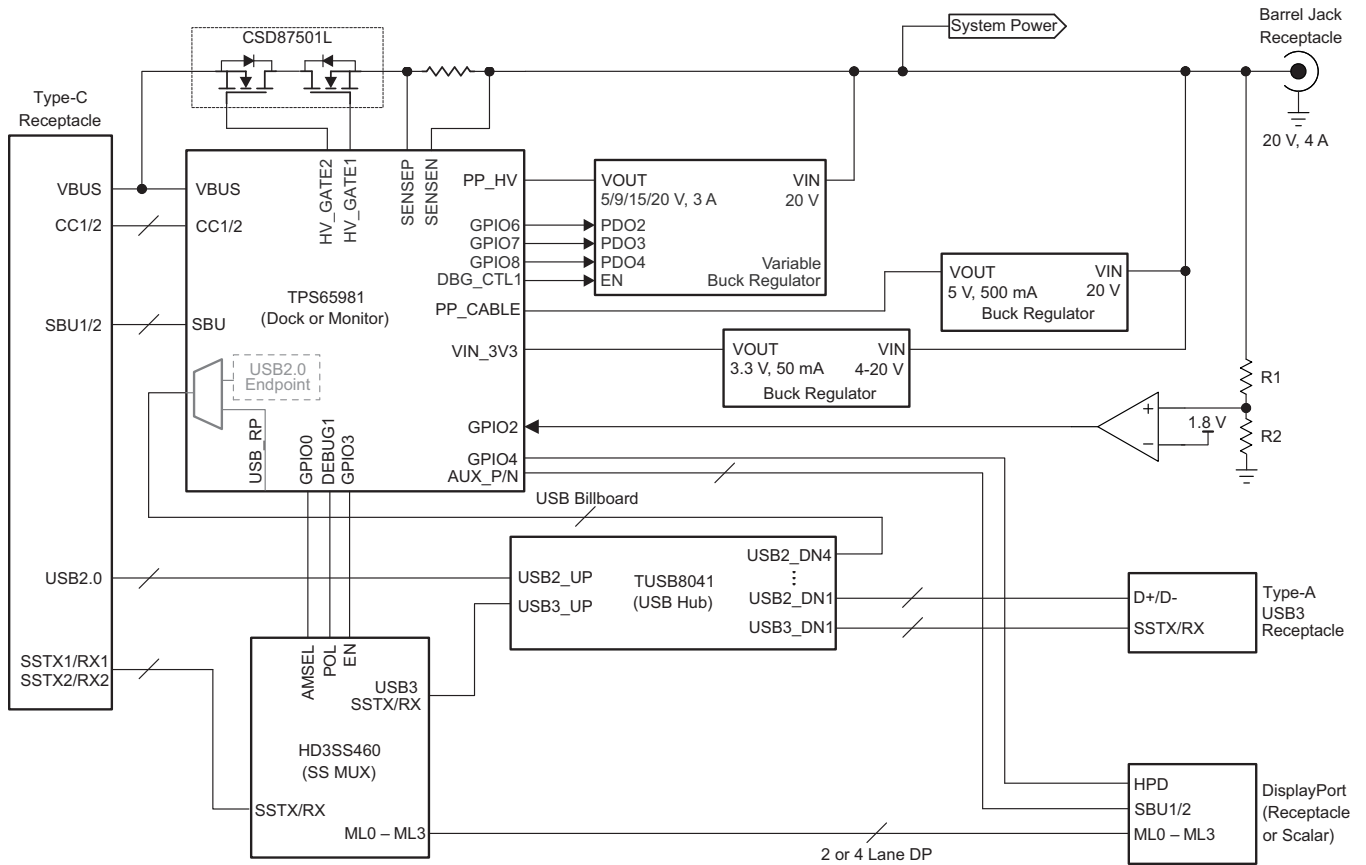 CSD87501L
System Power
Barrel Jack
Receptacle
20 V, 4 A
Type-C
Receptacle
VBUS
CC1/2
SBU1/2
USB2.0
SSTX1/RX1
SSTX2/RX2
HV_GATE2
HV_GATE1
SENSEP
SENSEN
VBUS
CC1/2
SBU
TPS65981
(Dock or Monitor)
USB2.0
Endpoint
USB_RP
GPIO0
DEBUG1
GPIO3
PP_HV
GPIO6
GPIO7
GPIO8
DBG_CTL1
PP_CABLE
VIN_3V3
GPIO2
GPIO4
AUX_P/N
VOUT
5/9/15/20 V, 3 A
VIN
20 V
PDO2
PDO3
PDO4
EN
Variable
Buck Regulator
VOUT
5 V, 500 mA
VIN
20 V
Buck Regulator
VOUT
3.3 V, 50 mA
VIN
4-20 V
Buck Regulator
R1
R2
+
–
1.8 V
USB Billboard
USB2_UP
USB3_UP
TUSB8041
(USB Hub)
USB2_DN4
USB2_DN1
USB3_DN1
D+/D-
SSTX/RX
Type-A
USB3
Receptacle
AMSEL
POL
EN
USB3
SSTX/RX
HD3SS460
(SS MUX)
SSTX/RX
ML0 – ML3
2 or 4 Lane DP
HPD
SBU1/2
ML0 – ML3
DisplayPort
(Receptacle
or Scalar)